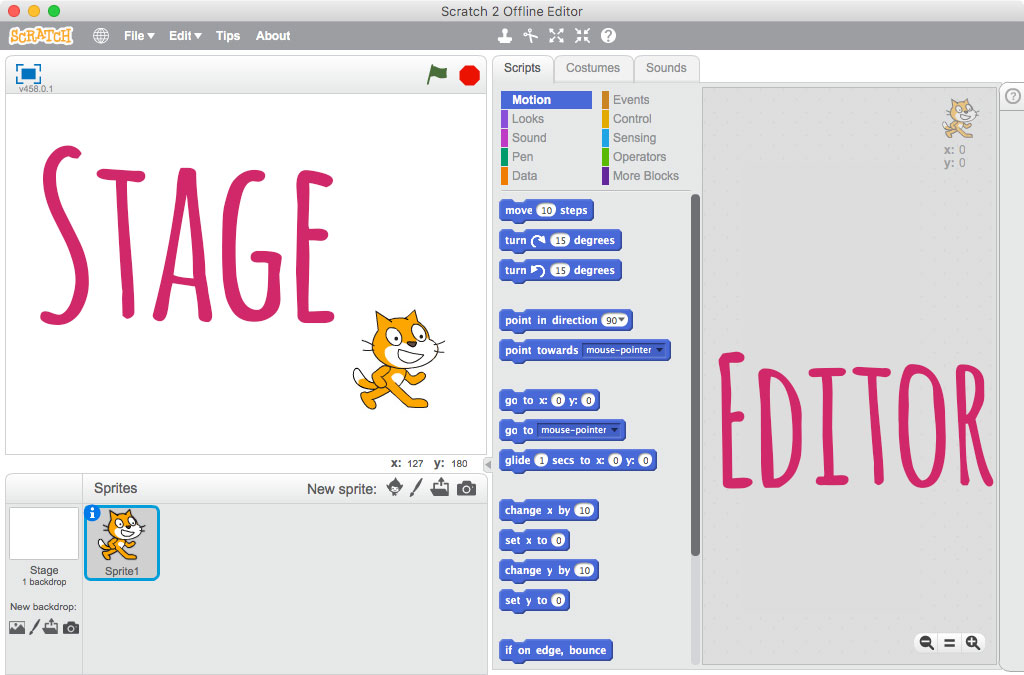 Scratch 2 Offline Editor
SCRATCH File Edit Tips About
v458.0.1
STAGE
x: 127 y: 180
Sprites New sprite:
Stage
1 backdrop
New backdrop:
Sprite1
Scripts Costumes Sounds
Motion Events
Looks Control
Sound Sensing
Pen Operators
Data More Blocks
move 10 steps
turn 15 degrees
turn 15 degrees
point in direction 90
point towards mouse-pointer
go to x: 0 y: 0
go to mouse-pointer
glide 1 secs to x: 0 y: 0
change x by 10
set x to 0
change y by 10
set y to 0
if on edge, bounce
x: 0
y: 0
EDITOR